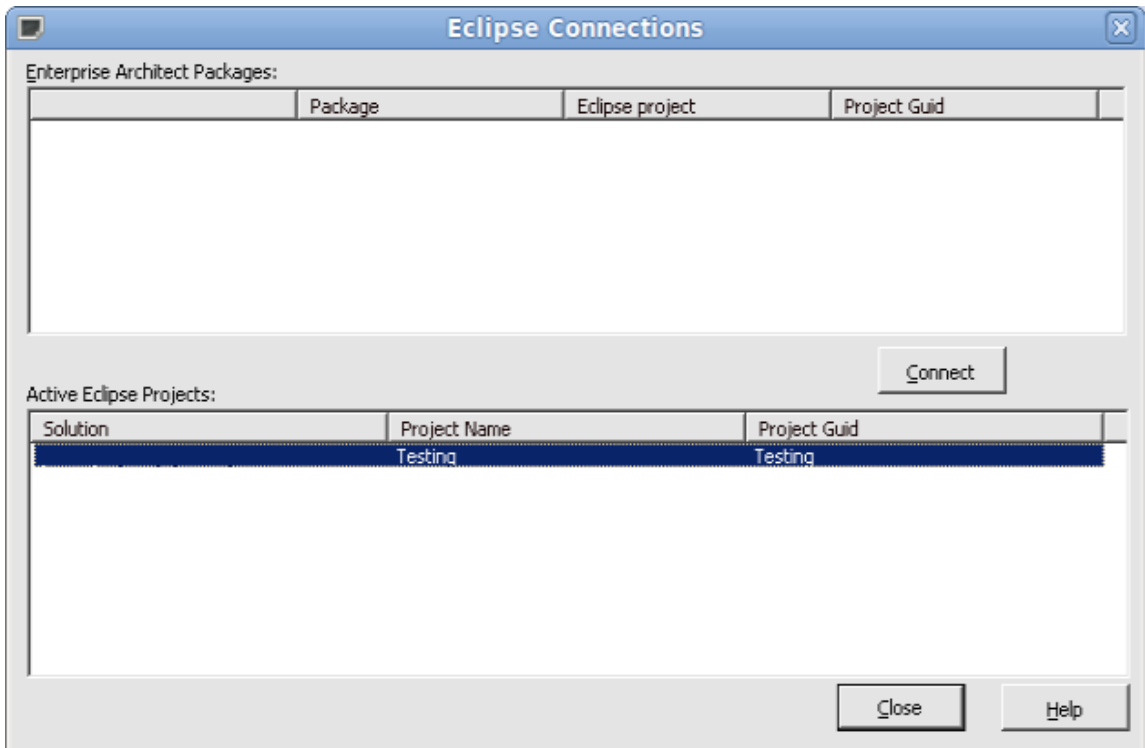 Eclipse Connections
Enterprise Architect Packages:
Package Eclipse project Project Guid
Connect
Active Eclipse Projects:
Solution Project Name Project Guid
Testing Testing
Close Help